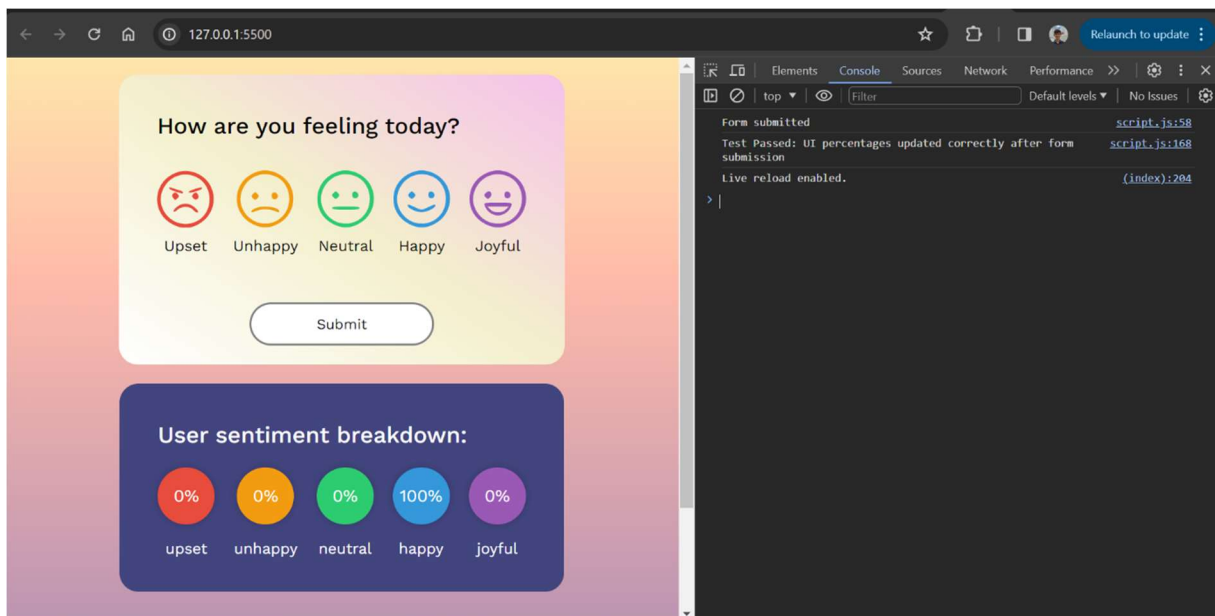 127.0.0.1:5500
Relaunch to update
How are you feeling today?
Upset Unhappy Neutral Happy Joyful
Submit
User sentiment breakdown:
0% 0% 0% 100% 0%
upset unhappy neutral happy joyful
Elements Console Sources Network Performance
top Filter Default levels No Issues
Form submitted script.js:58
Test Passed: UI percentages updated correctly after form script.js:168
submission
Live reload enabled. (index):204